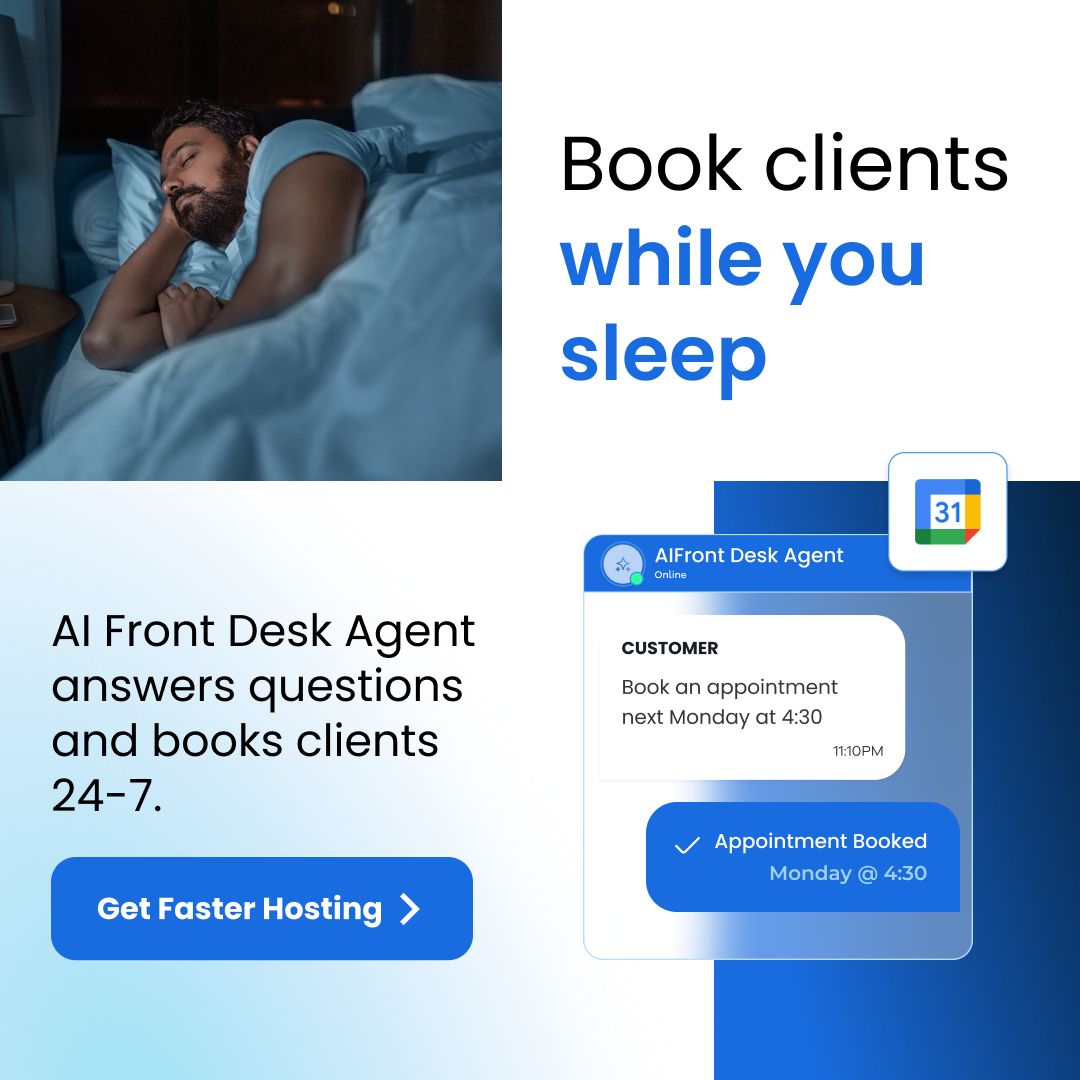 Book clients
while you
sleep
31
AIFront Desk Agent
Online
CUSTOMER
Book an appointment
next Monday at 4:30
11:10PM
Appointment Booked
Monday @ 4:30
AI Front Desk Agent
answers questions
and books clients
24-7.
Get Faster Hosting